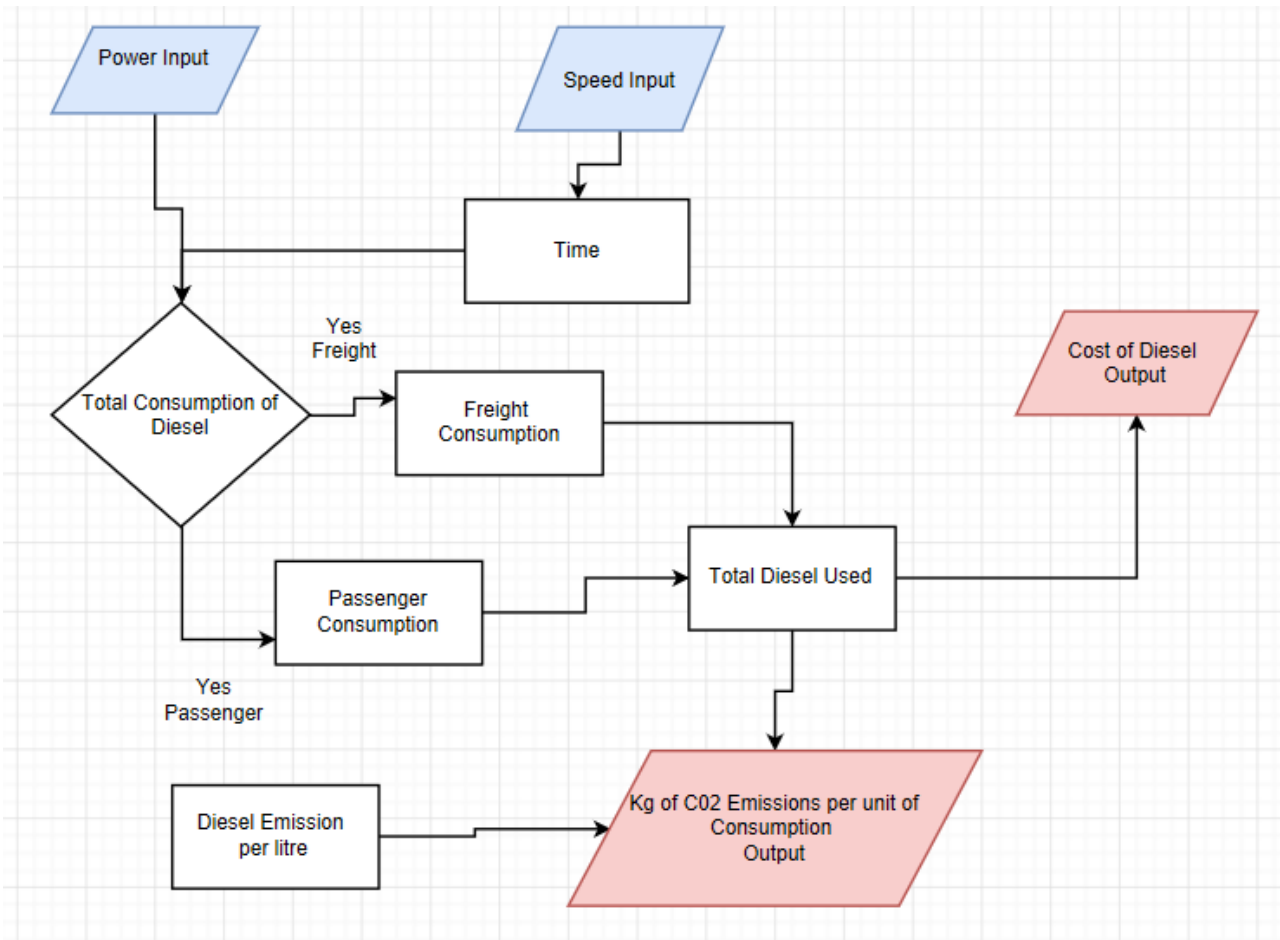 Power Input
Speed Input
Time
Yes
Freight
Total Consumption of
Diesel
Freight
Consumption
Cost of Diesel
Output
Passenger
Consumption
Total Diesel Used
Yes
Passenger
Diesel Emission
per litre
Kg of C02 Emissions per unit of
Consumption
Output